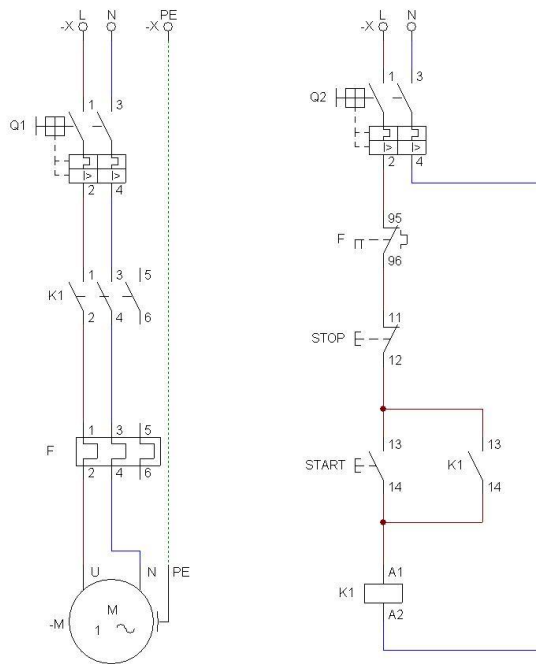 L N PE
-X -X
1 3
Q1
2 4
1 3 5
K1
2 4 6
1 3 5
F
2 4 6
U N PE
M
-M
1
L N
-X
1 3
Q2
2 4
95
F
96
11
STOP
12
13 13
START K1
14 14
A1
K1
A2